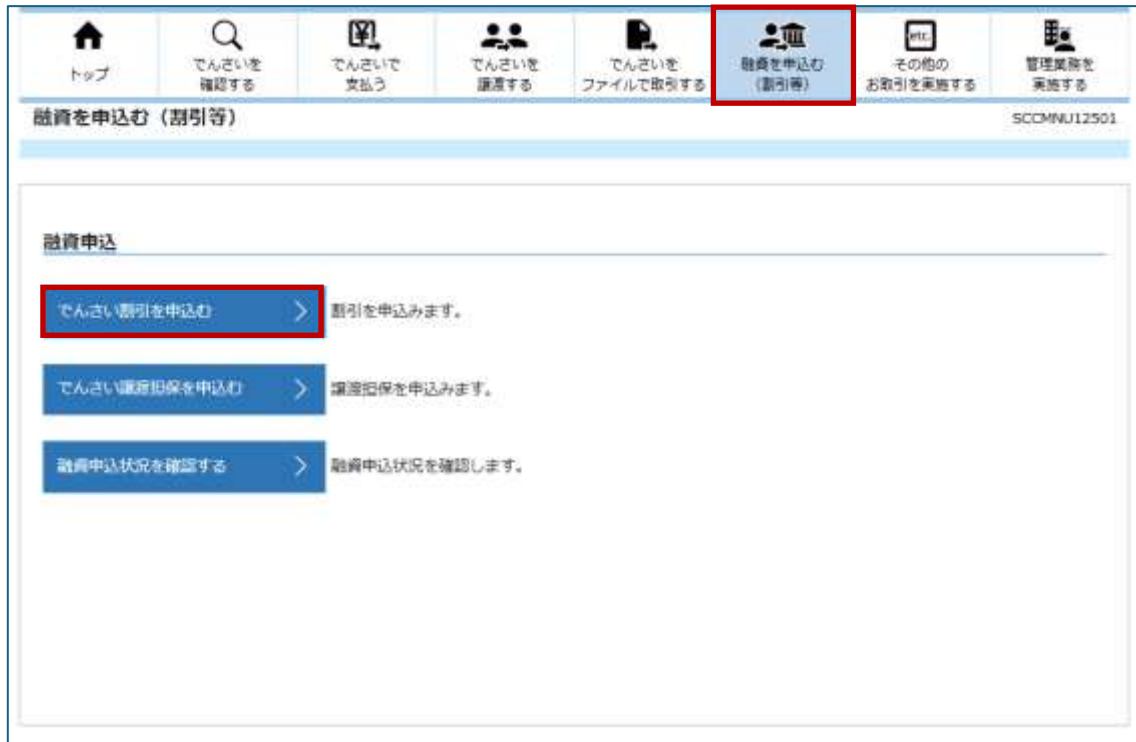 トップ
でんさいを
確認する
でんさいで
支払う
でんさいを
譲渡する
でんさいを
ファイルで取引する
融資を申込む
(割引等)
etc.
その他の
お取引を実施する
管理業務を
実施する
融資を申込む（割引等）
SCCMNU12501
融資申込
でんさい割引を申込む
割引を申込みます。
でんさい譲渡担保を申込む
譲渡担保を申込みます。
融資申込状況を確認する
融資申込状況を確認します。